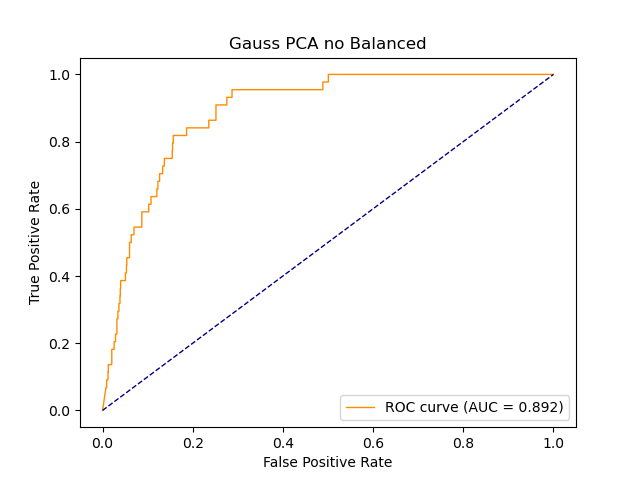 Gauss PCA no Balanced
True Positive Rate
1.0
0.8
0.6
0.4
0.2
0.0
ROC curve (AUC = 0.892)
0.0 0.2 0.4 0.6 0.8 1.0
False Positive Rate